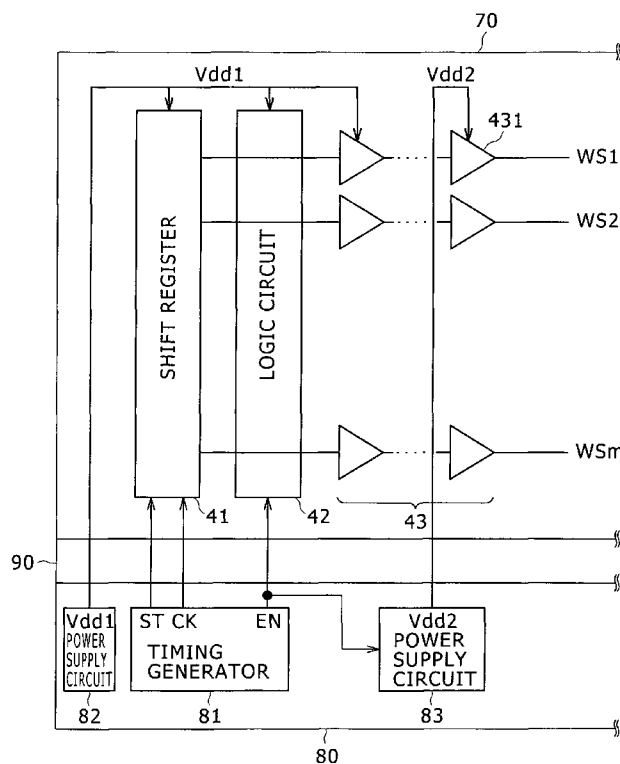 70
Vdd1
Vdd2
431
WS1
WS2
SHIFT REGISTER
LOGIC CIRCUIT
WSm
41
42
43
90
Vdd1
POWER
SUPPLY
CIRCUIT
ST CK
EN
TIMING
GENERATOR
Vdd2
POWER
SUPPLY
CIRCUIT
82
81
83
80